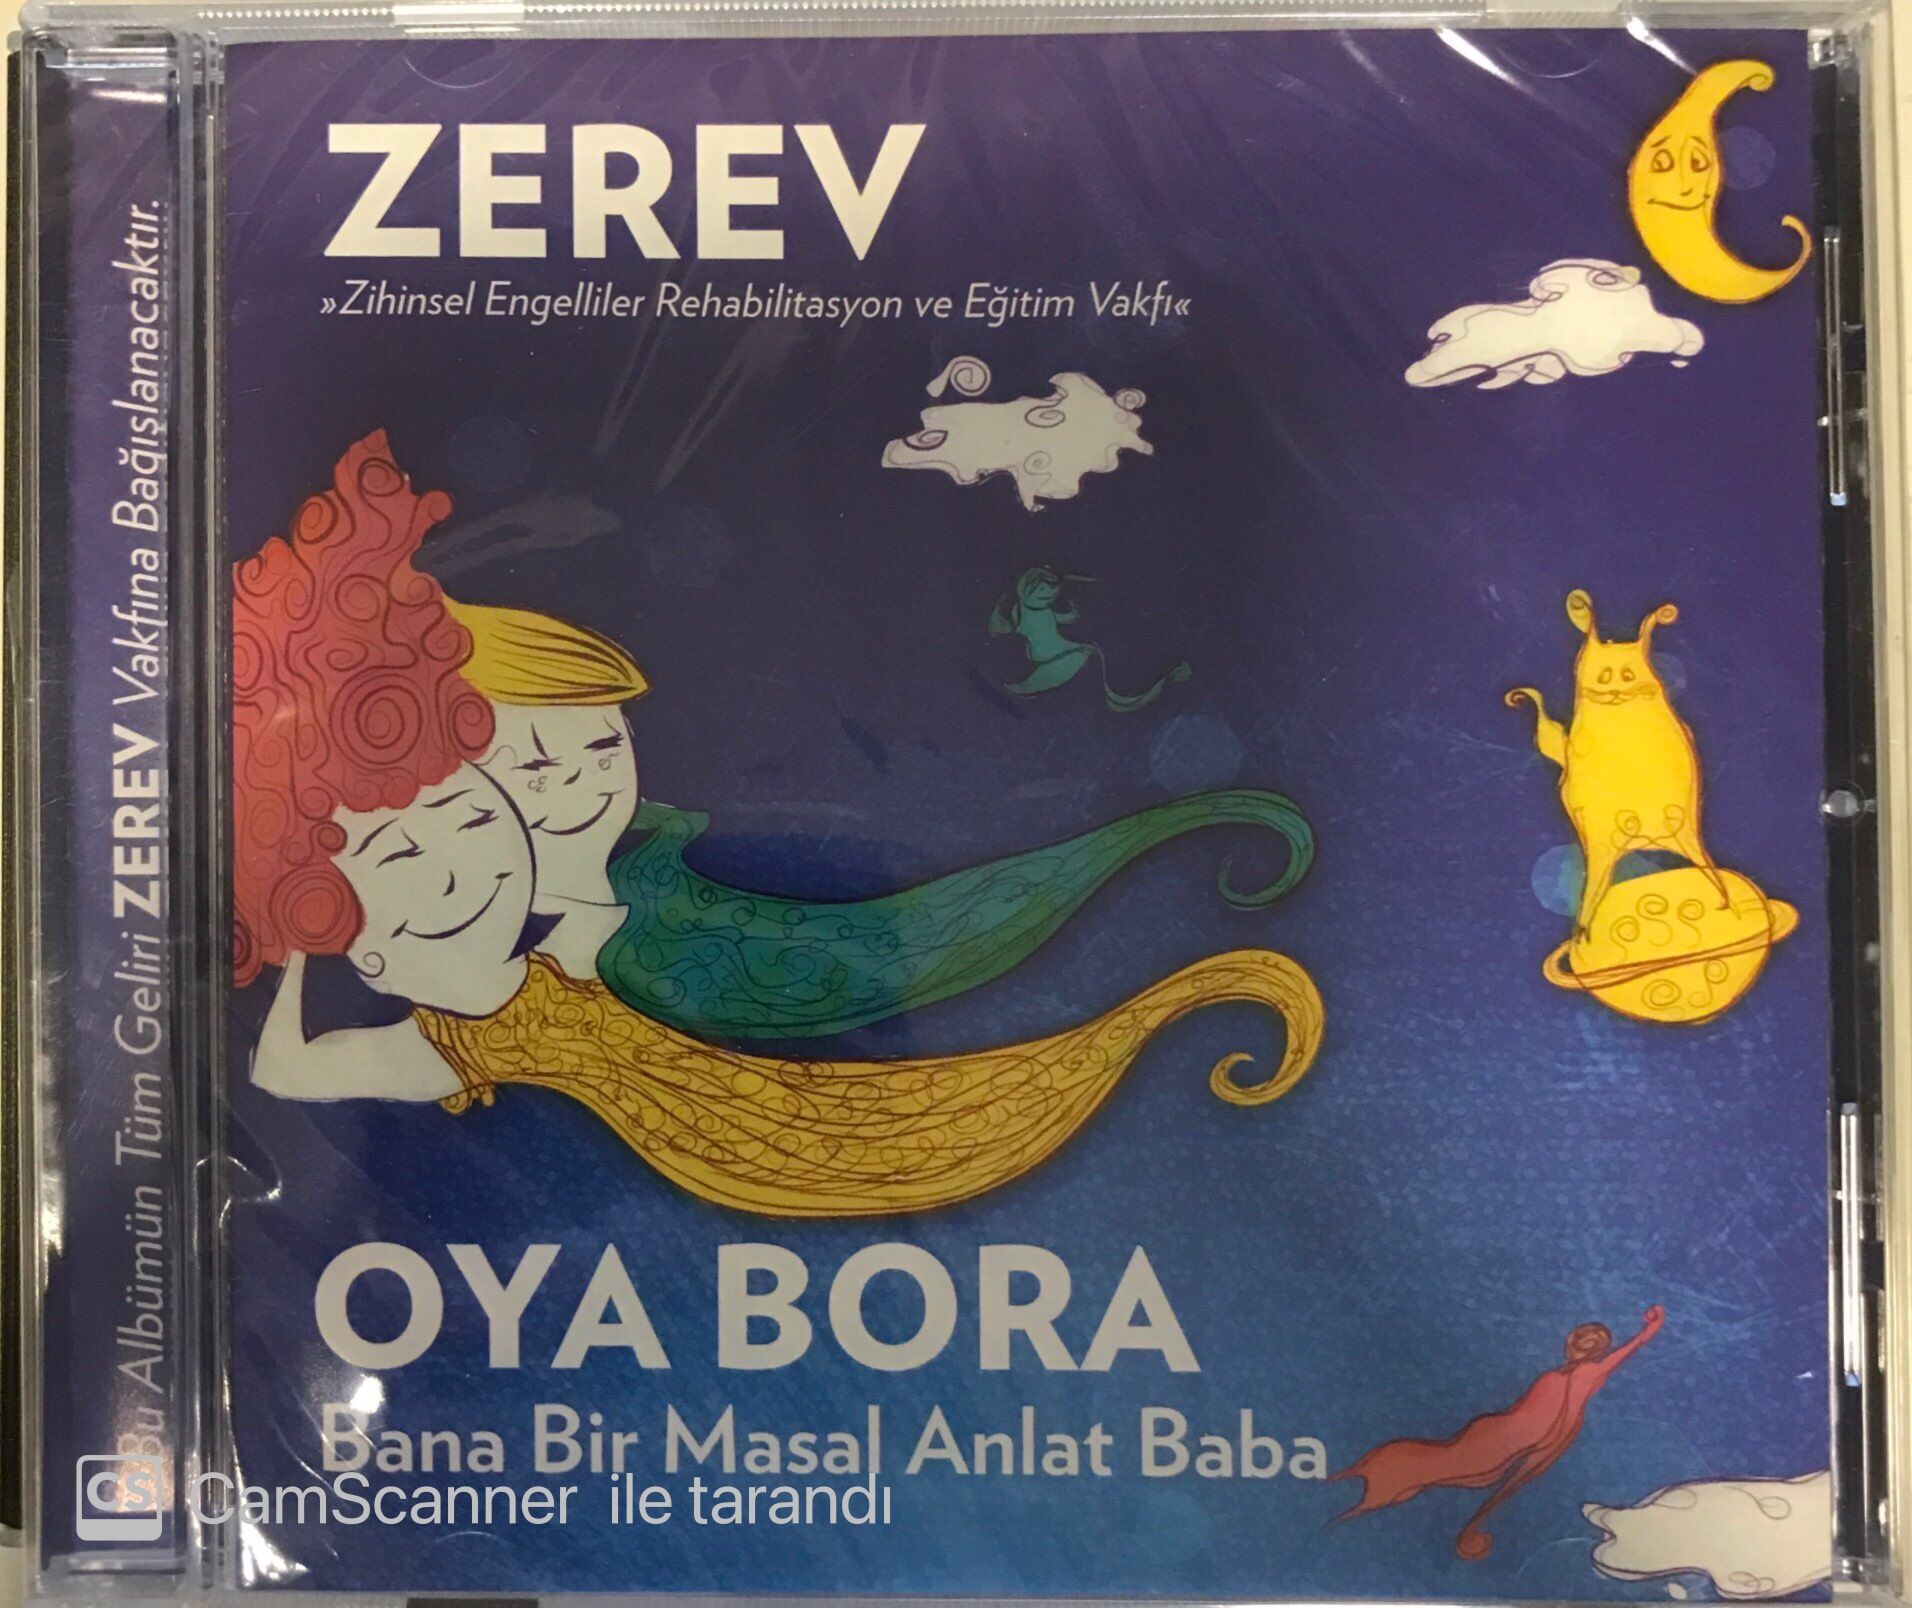 ZEREV
»Zihinsel Engelliler Rehabilitasyon ve Eğitim Vakfı«
Bu Albümün Tüm Geliri ZEREV Vakfına Bağışlanacaktır.
OYA BORA
Bana Bir Masal Anlat Baba
CS CamScanner ile tarandı